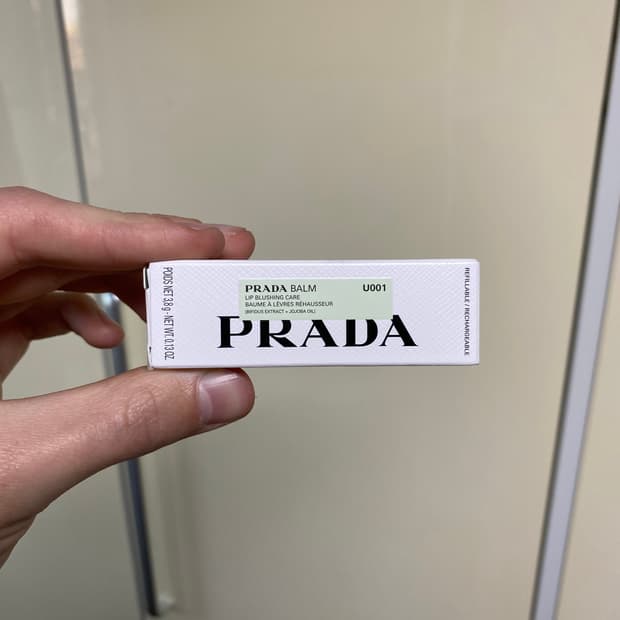 POIDS NET 3,8 g - NET WT. 0.13 OZ.
PRADA BALM U001
LIP BLUSHING CARE
BAUME À LÈVRES RÉHAUSSEUR
(BIFIDUS EXTRACT + JOJOBA OIL)
PRADA
REFILLABLE / RECHARGEABLE